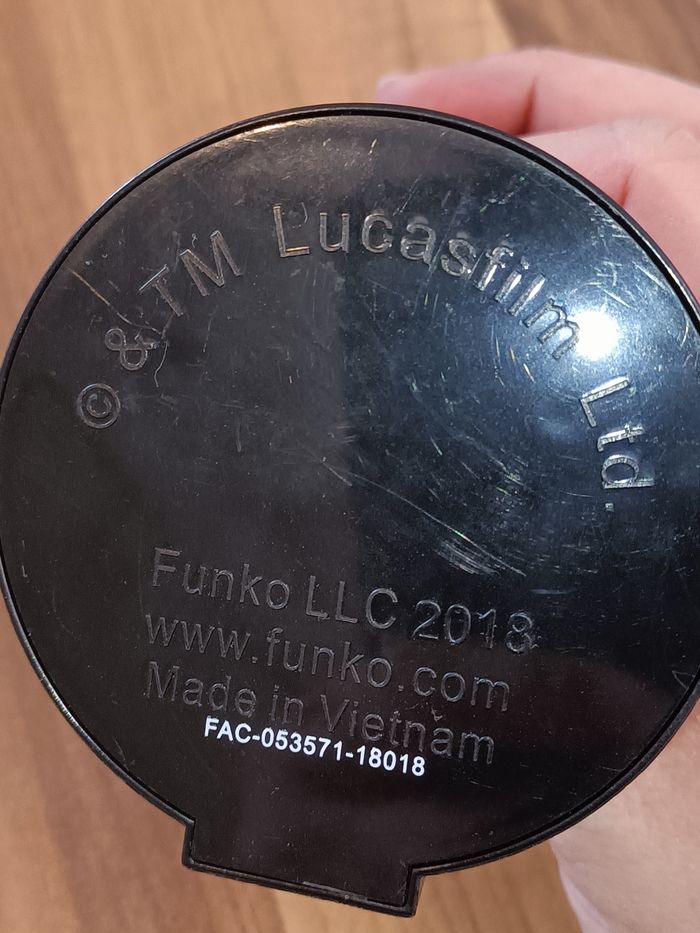 © & TM Lucasfilm Ltd.
Funko LLC 2018
www.funko.com
Made in Vietnam
FAC-053571-18018